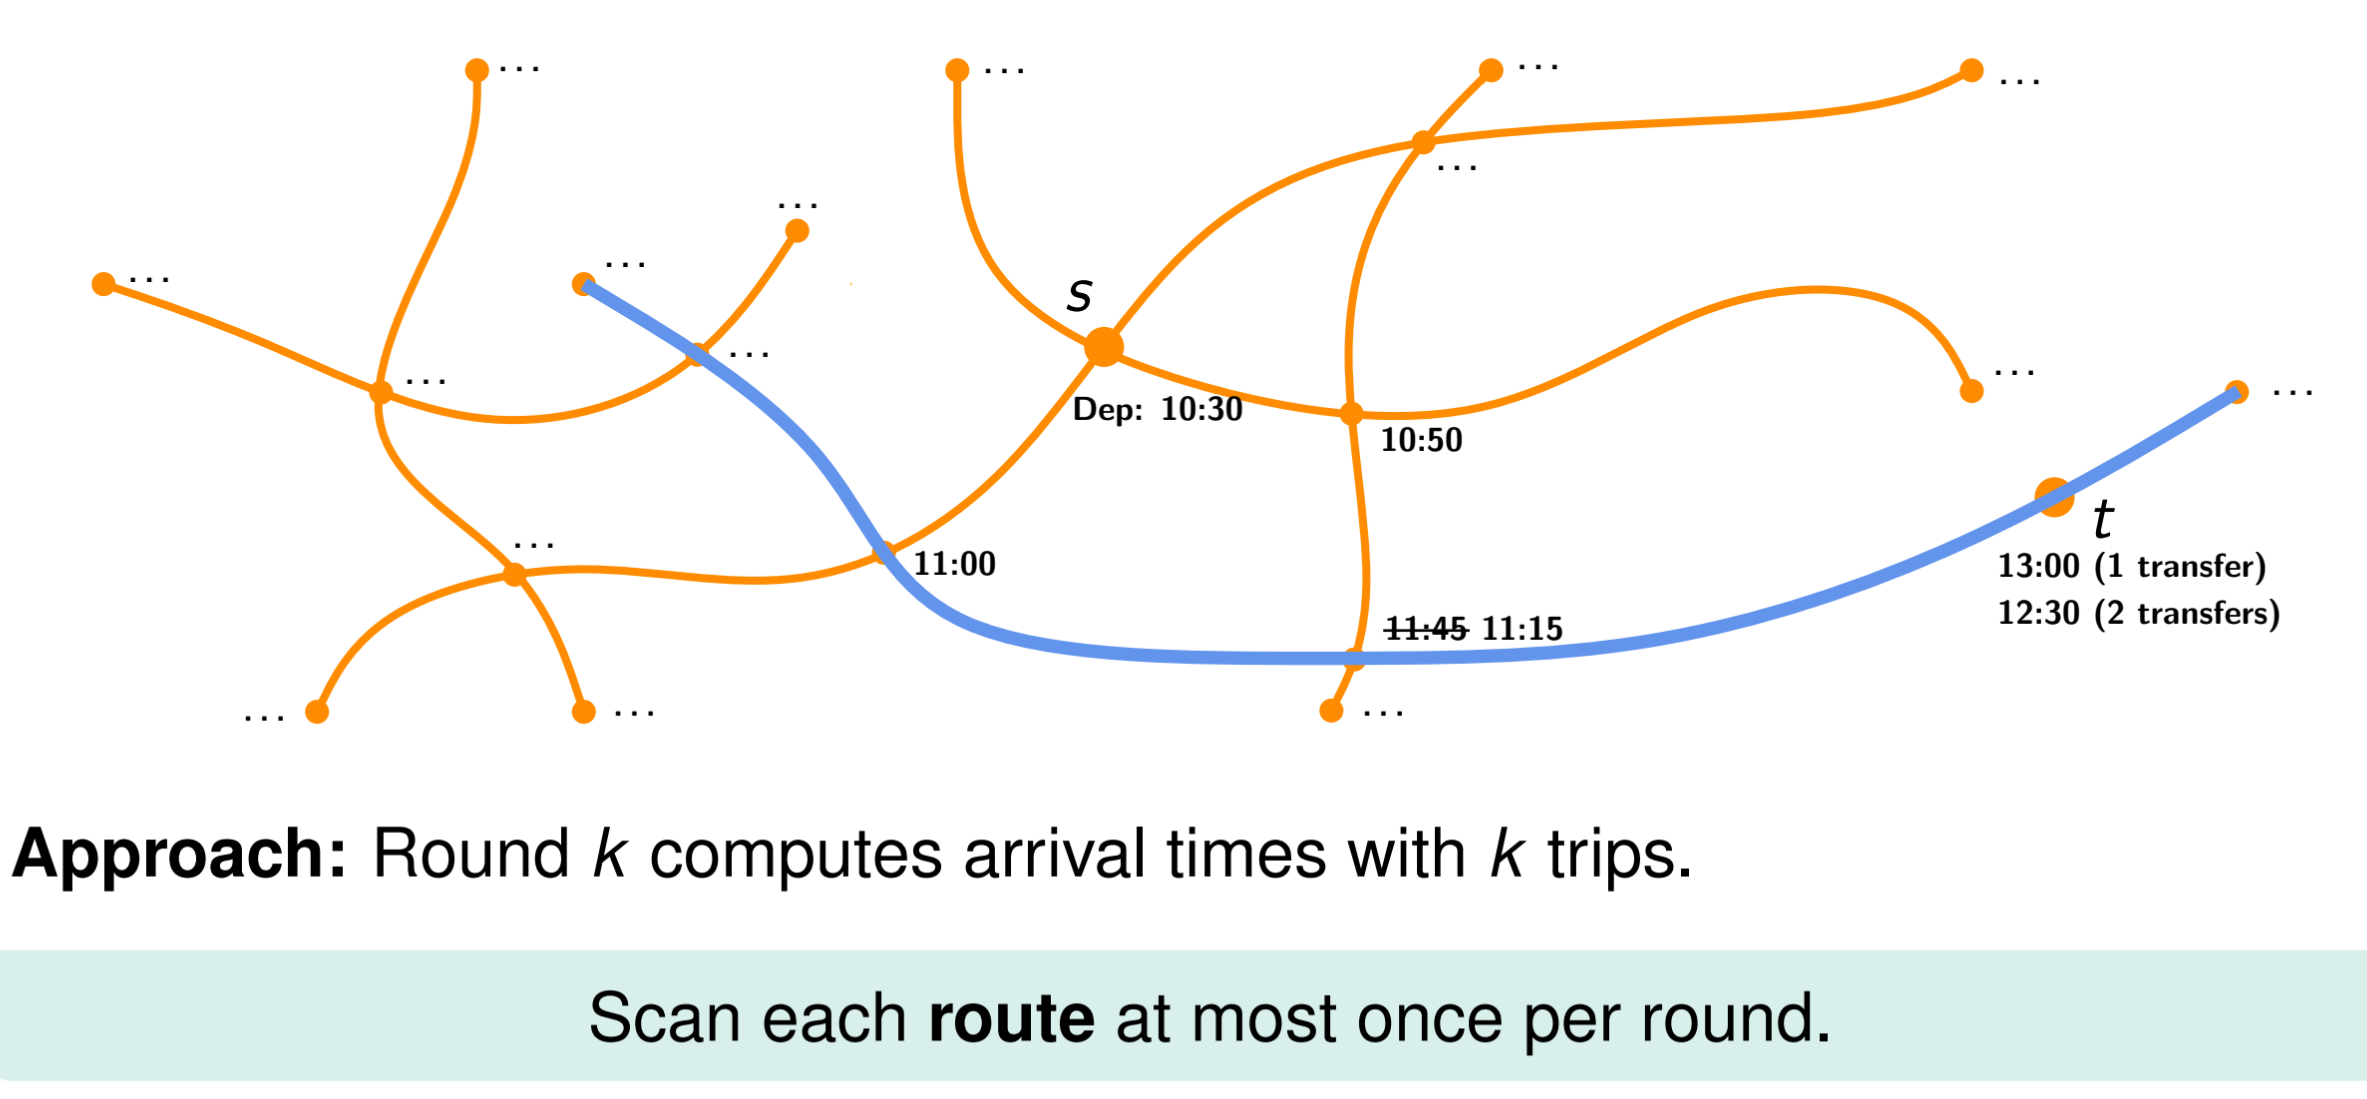 ...
...
...
...
...
...
...
...
...
s
...
...
...
...
Dep: 10:30
10:50
t
...
11:00
13:00 (1 transfer)
12:30 (2 transfers)
11:45 11:15
...
...
...
Approach: Round k computes arrival times with k trips.
Scan each route at most once per round.